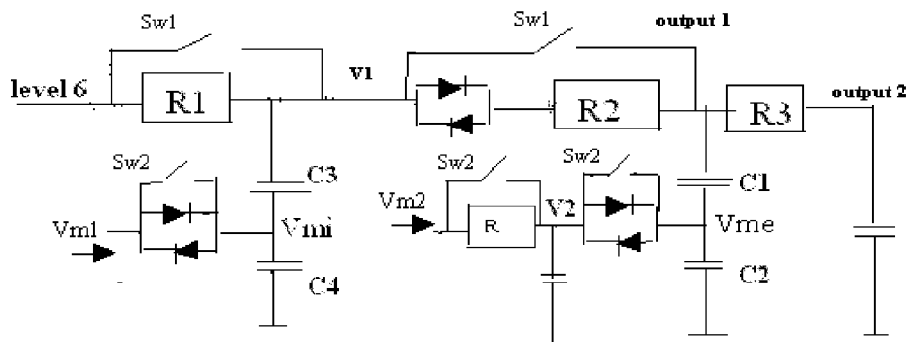 Sw1
Sw1
output 1
level 6
R1
v1
R2
R3
output 2
Sw2
C3
Sw2
Sw2
C1
Vm1
Vmi
Vm2
R
V2
Vme
C4
C2